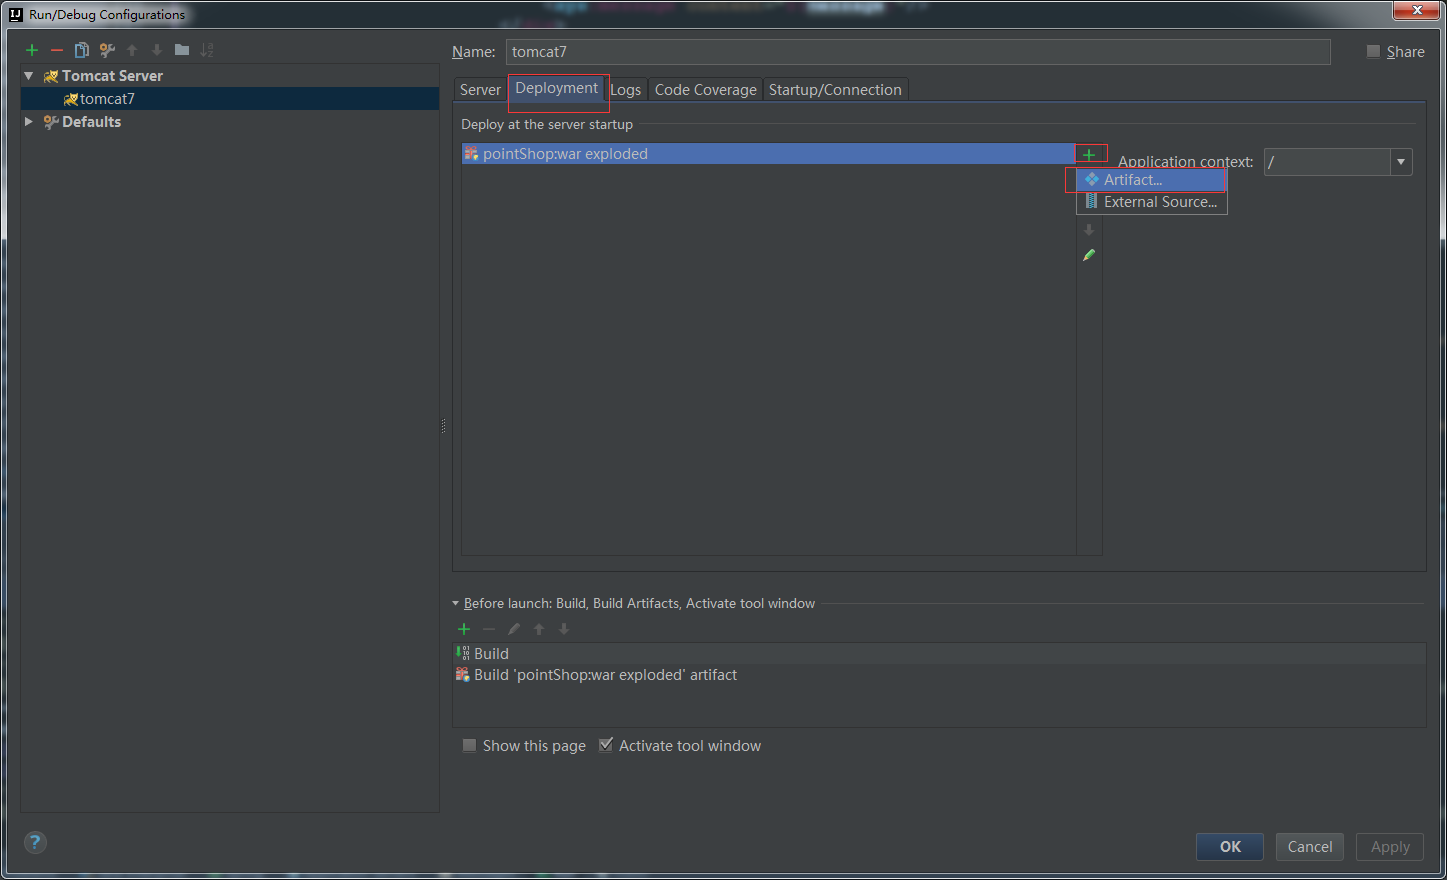 Run/Debug Configurations
Name: tomcat7
Share
Tomcat Server
tomcat7
Defaults
Server
Deployment
Logs
Code Coverage
Startup/Connection
Deploy at the server startup
pointShop:war exploded
Application context: /
Artifact...
External Source...
Before launch: Build, Build Artifacts, Activate tool window
Build
Build 'pointShop:war exploded' artifact
Show this page
Activate tool window
?
OK
Cancel
Apply